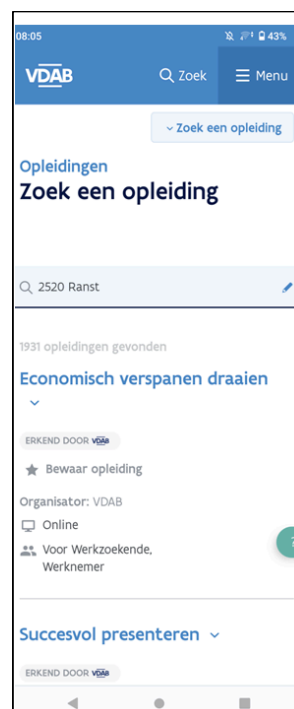 08:05
43%
VDAB
Zoek
Menu
Zoek een opleiding
Opleidingen
Zoek een opleiding
2520 Ranst
1931 opleidingen gevonden
Economisch verspanen draaien
ERKEND DOOR VDAB
Bewaar opleiding
Organisator: VDAB
Online
Voor Werkzoekende,
Werknemer
?
Succesvol presenteren
ERKEND DOOR VDAB